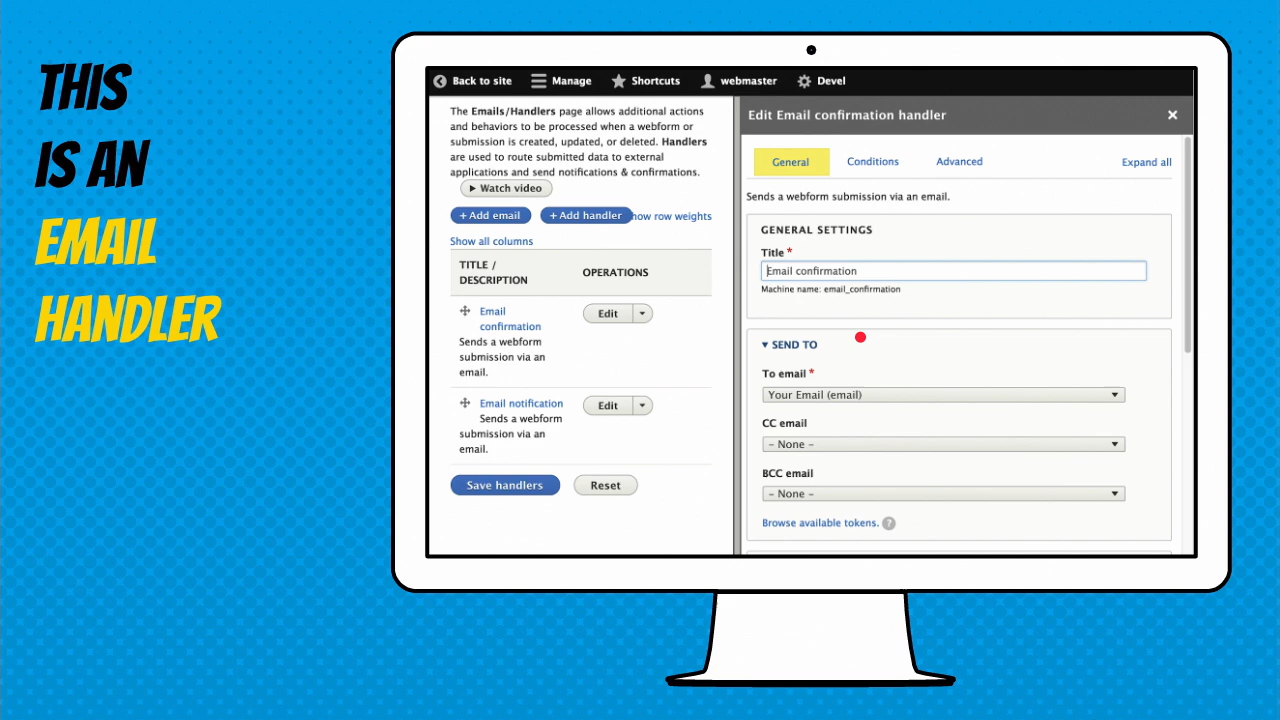 THIS
IS AN
EMAIL
HANDLER
Back to site Manage Shortcuts webmaster Devel
The Emails/Handlers page allows additional actions
and behaviors to be processed when a webform or
submission is created, updated, or deleted. Handlers
are used to route submitted data to external
applications and send notifications & confirmations.
Watch video
+ Add email + Add handler how row weights
Show all columns
TITLE /
DESCRIPTION
OPERATIONS
Email
confirmation
Sends a webform
submission via an
email.
Edit
Email notification
Sends a webform
submission via an
email.
Edit
Save handlers Reset
Edit Email confirmation handler
General Conditions Advanced Expand all
Sends a webform submission via an email.
GENERAL SETTINGS
Title *
Email confirmation
Machine name: email_confirmation
SEND TO
To email *
Your Email (email)
CC email
– None –
BCC email
– None –
Browse available tokens. ?